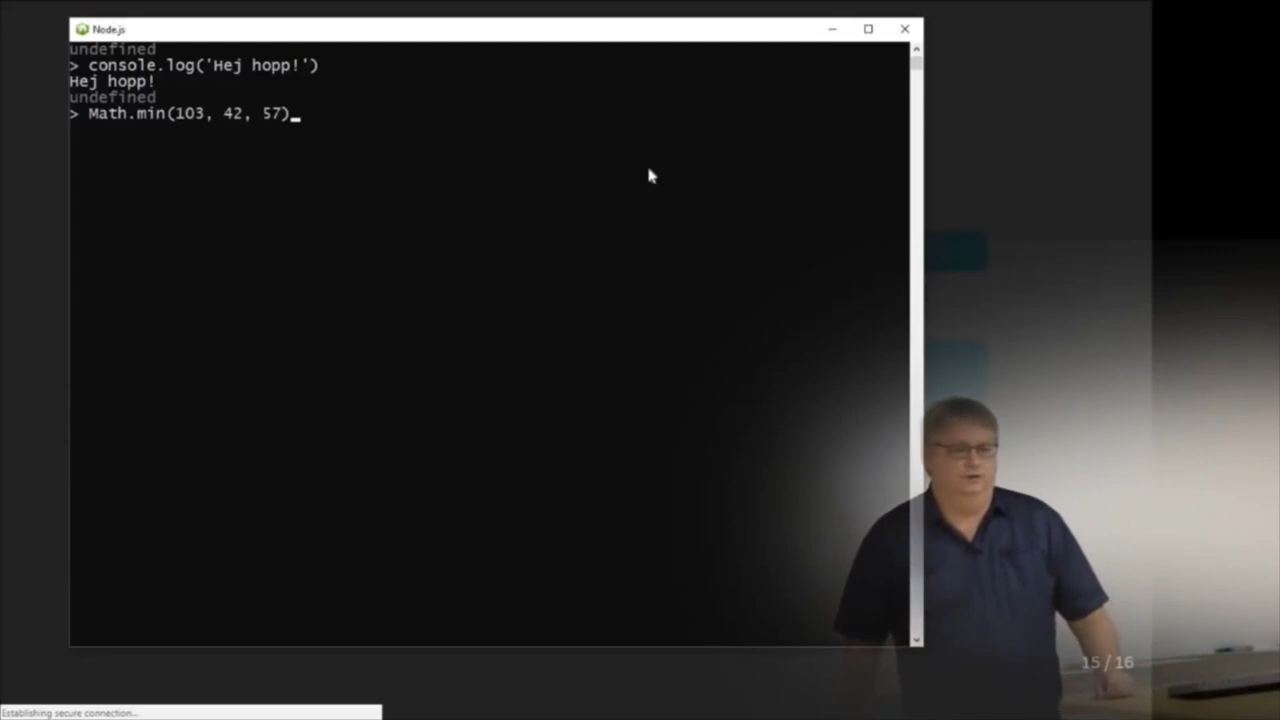 Node.js
undefined
> console.log('Hej hopp!')
Hej hopp!
undefined
> Math.min(103, 42, 57)
15/16
Establishing secure connection...